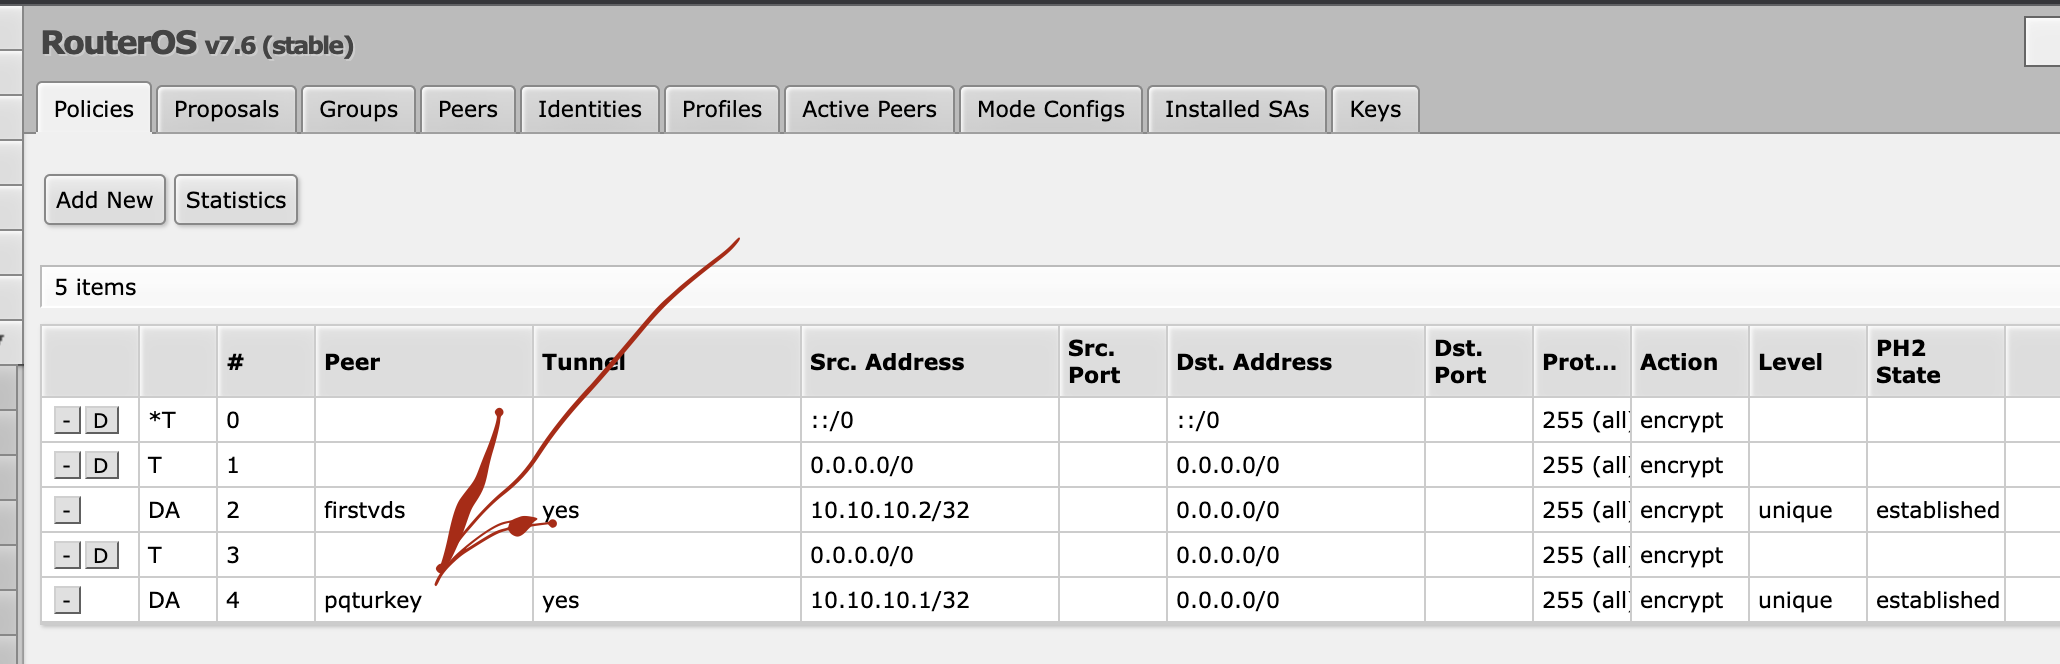 RouterOS v7.6 (stable)
Policies Proposals Groups Peers Identities Profiles Active Peers Mode Configs Installed SAs Keys
Add New Statistics
5 items
# Peer Tunnel Src. Address Src. Port Dst. Address Dst. Port Prot... Action Level PH2 State
- D *T 0 ::/0 ::/0 255 (all) encrypt
- D T 1 0.0.0.0/0 0.0.0.0/0 255 (all) encrypt
- DA 2 firstvds yes 10.10.10.2/32 0.0.0.0/0 255 (all) encrypt unique established
- D T 3 0.0.0.0/0 0.0.0.0/0 255 (all) encrypt
- DA 4 pqturkey yes 10.10.10.1/32 0.0.0.0/0 255 (all) encrypt unique established